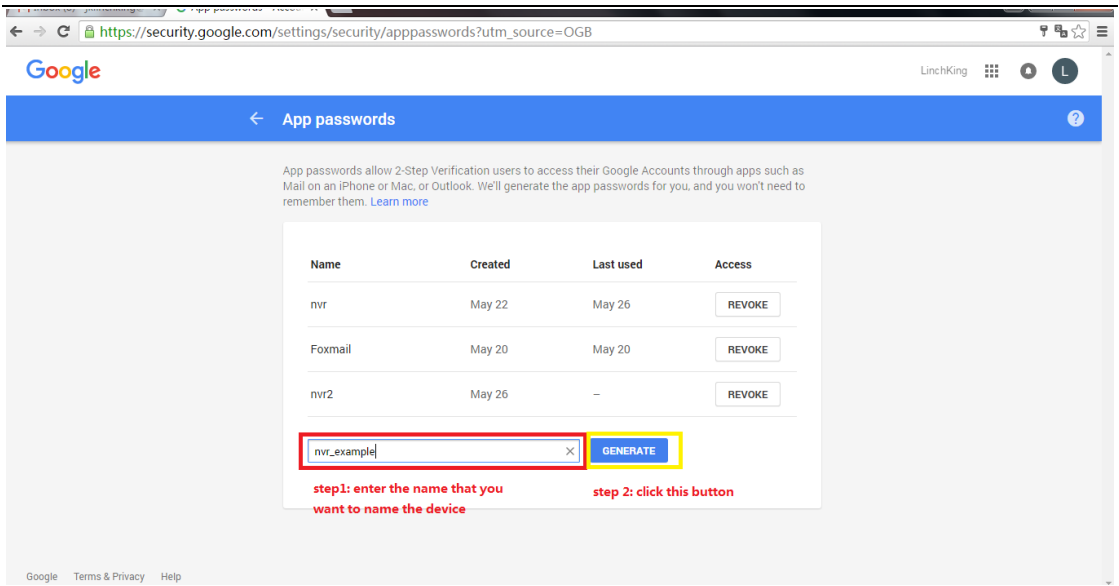 https://security.google.com/settings/security/apppasswords?utm_source=OGB
Google
LinchKing
L
App passwords
?
App passwords allow 2-Step Verification users to access their Google Accounts through apps such as
Mail on an iPhone or Mac, or Outlook. We'll generate the app passwords for you, and you won't need to
remember them. Learn more
Name Created Last used Access
nvr May 22 May 26 REVOKE
Foxmail May 20 May 20 REVOKE
nvr2 May 26 – REVOKE
nvr_example GENERATE
step1: enter the name that you
want to name the device
step 2: click this button
Google Terms & Privacy Help